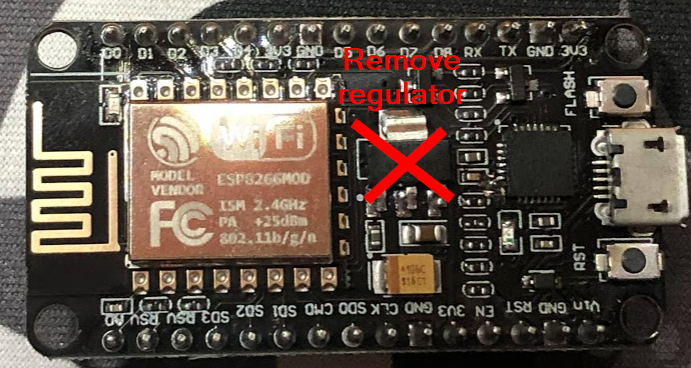 D0 D1 D2 D3 D4 3V3 GND D5 D6 D7 D8 RX TX GND 3V3
Remove
regulator
FLASH
WiFi
MODEL
VENDOR
ESP8266MOD
FC
ISM 2.4GHz
PA +25dBm
802.11b/g/n
106C
RST
A0 RSV RSV SD3 SD2 SD1 CMD SD0 CLK GND 3V3 EN RST GND Vin